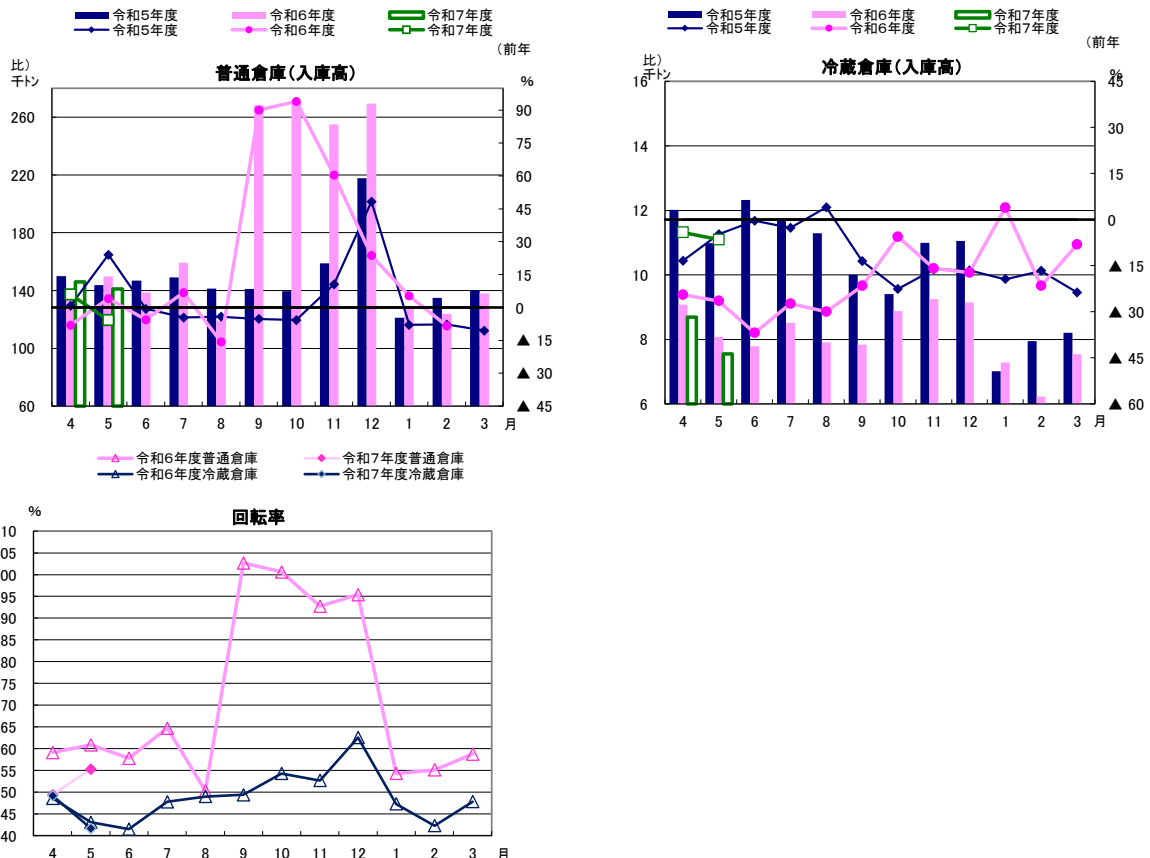 令和5年度 令和6年度 令和7年度
令和5年度 令和6年度 令和7年度
(前年
比)
千トン
普通倉庫(入庫高)
%
260
220
180
140
100
60
90
75
60
45
30
15
0
▲ 15
▲ 30
▲ 45
4 5 6 7 8 9 10 11 12 1 2 3 月
令和5年度 令和6年度 令和7年度
令和5年度 令和6年度 令和7年度
(前年
比)
千トン
冷蔵倉庫(入庫高)
%
16
14
12
10
8
6
45
30
15
0
▲ 15
▲ 30
▲ 45
▲ 60
4 5 6 7 8 9 10 11 12 1 2 3 月
令和6年度普通倉庫 令和7年度普通倉庫
令和6年度冷蔵倉庫 令和7年度冷蔵倉庫
%
回転率
10
05
00
95
90
85
80
75
70
65
60
55
50
45
40
4 5 6 7 8 9 10 11 12 1 2 3 月